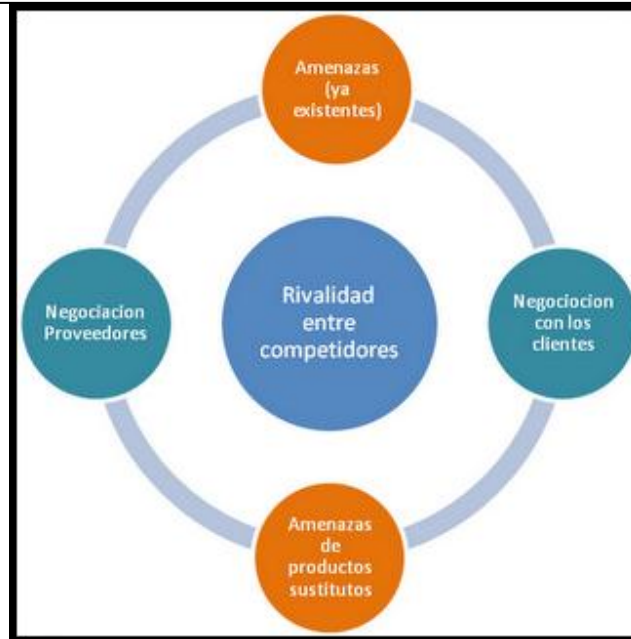 Amenazas
(ya
existentes)
Negociacion
Proveedores
Rivalidad
entre
competidores
Negociocion
con los
clientes
Amenazas
de
productos
sustitutos